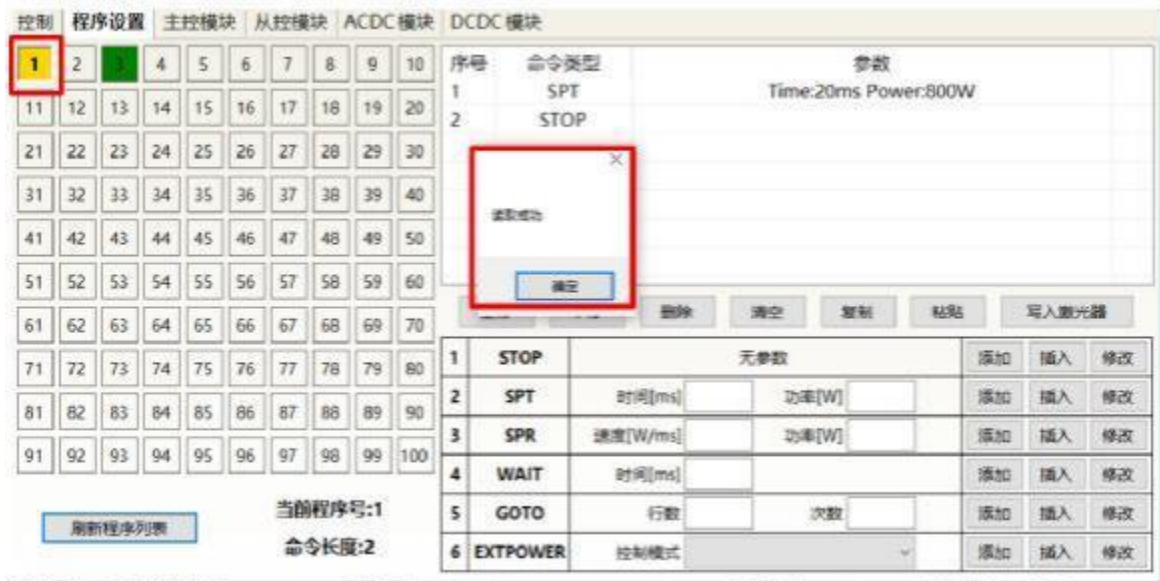 控制 程序设置 主控模块 从控模块 ACDC模块 DCDC模块
1 2 3 4 5 6 7 8 9 10
11 12 13 14 15 16 17 18 19 20
21 22 23 24 25 26 27 28 29 30
31 32 33 34 35 36 37 38 39 40
41 42 43 44 45 46 47 48 49 50
51 52 53 54 55 56 57 58 59 60
61 62 63 64 65 66 67 68 69 70
71 72 73 74 75 76 77 78 79 80
81 82 83 84 85 86 87 88 89 90
91 92 93 94 95 96 97 98 99 100
刷新程序列表
当前程序号:1
命令长度:2
序号 命令类型 参数
1 SPT Time:20ms Power:800W
2 STOP
读取成功
确定
删除 清空 复制 粘贴 写入激光器
1 STOP 无参数 添加 插入 修改
2 SPT 时间[ms] 功率[W] 添加 插入 修改
3 SPR 速度[W/ms] 功率[W] 添加 插入 修改
4 WAIT 时间[ms] 添加 插入 修改
5 GOTO 行数 次数 添加 插入 修改
6 EXTPOWER 控制模式 添加 插入 修改